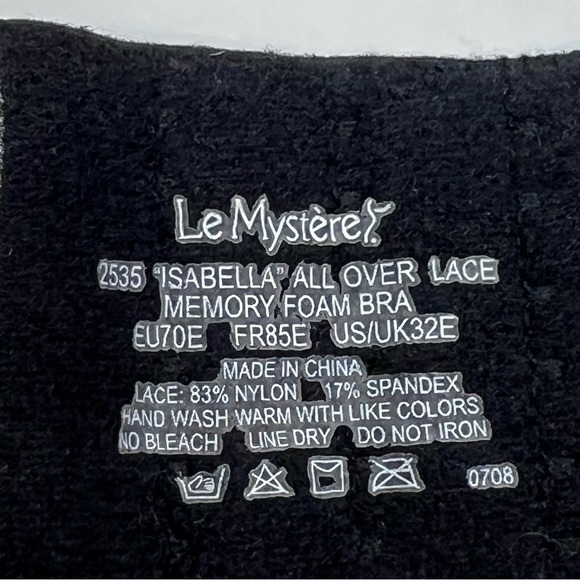 Le Mystère
2535 "ISABELLA" ALL OVER LACE
MEMORY FOAM BRA
EU70E FR85E US/UK32E
MADE IN CHINA
LACE: 83% NYLON 17% SPANDEX
HAND WASH WARM WITH LIKE COLORS
NO BLEACH LINE DRY DO NOT IRON
0708